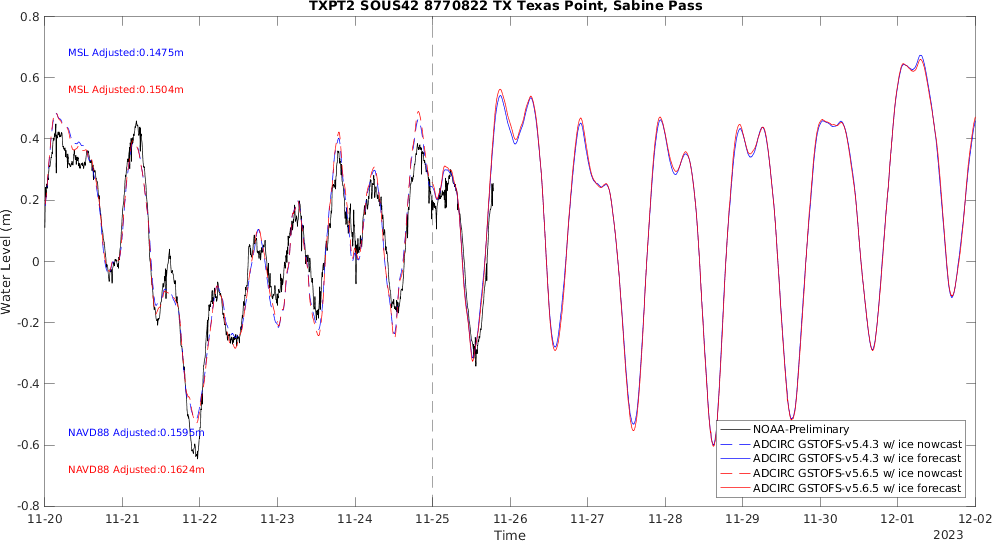 TXPT2 SOUS42 8770822 TX Texas Point, Sabine Pass
0.8
0.6
0.4
0.2
0
-0.2
-0.4
-0.6
-0.8
Water Level (m)
MSL Adjusted:0.1475m
MSL Adjusted:0.1504m
NAVD88 Adjusted:0.1595m
NAVD88 Adjusted:0.1624m
NOAA-Preliminary
ADCIRC GSTOFS-v5.4.3 w/ ice nowcast
ADCIRC GSTOFS-v5.4.3 w/ ice forecast
ADCIRC GSTOFS-v5.6.5 w/ ice nowcast
ADCIRC GSTOFS-v5.6.5 w/ ice forecast
11-20 11-21 11-22 11-23 11-24 11-25 11-26 11-27 11-28 11-29 11-30 12-01 12-02
Time
2023